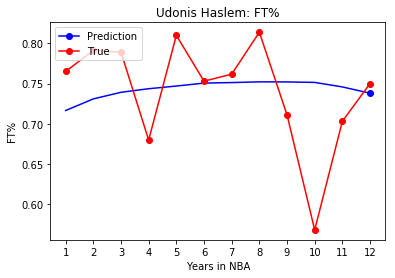 Udonis Haslem: FT%
Prediction
True
0.80
0.75
0.70
0.65
0.60
FT%
1 2 3 4 5 6 7 8 9 10 11 12
Years in NBA